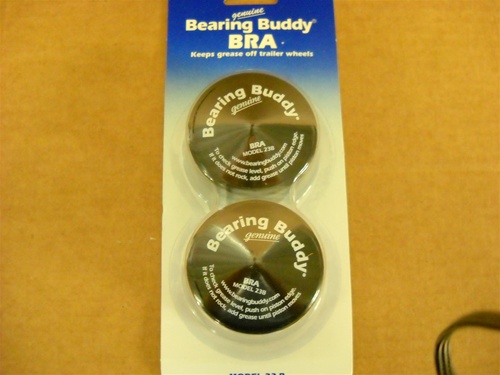 genuine
Bearing Buddy®
BRA
Keeps grease off trailer wheels
Bearing Buddy®
genuine
BRA
MODEL 23B
www.bearingbuddy.com
To check grease level, push on piston edge.
If it does not rock, add grease until piston moves
Bearing Buddy®
genuine
BRA
MODEL 23B
www.bearingbuddy.com
To check grease level, push on piston edge.
If it does not rock, add grease until piston moves
MODEL 23 B